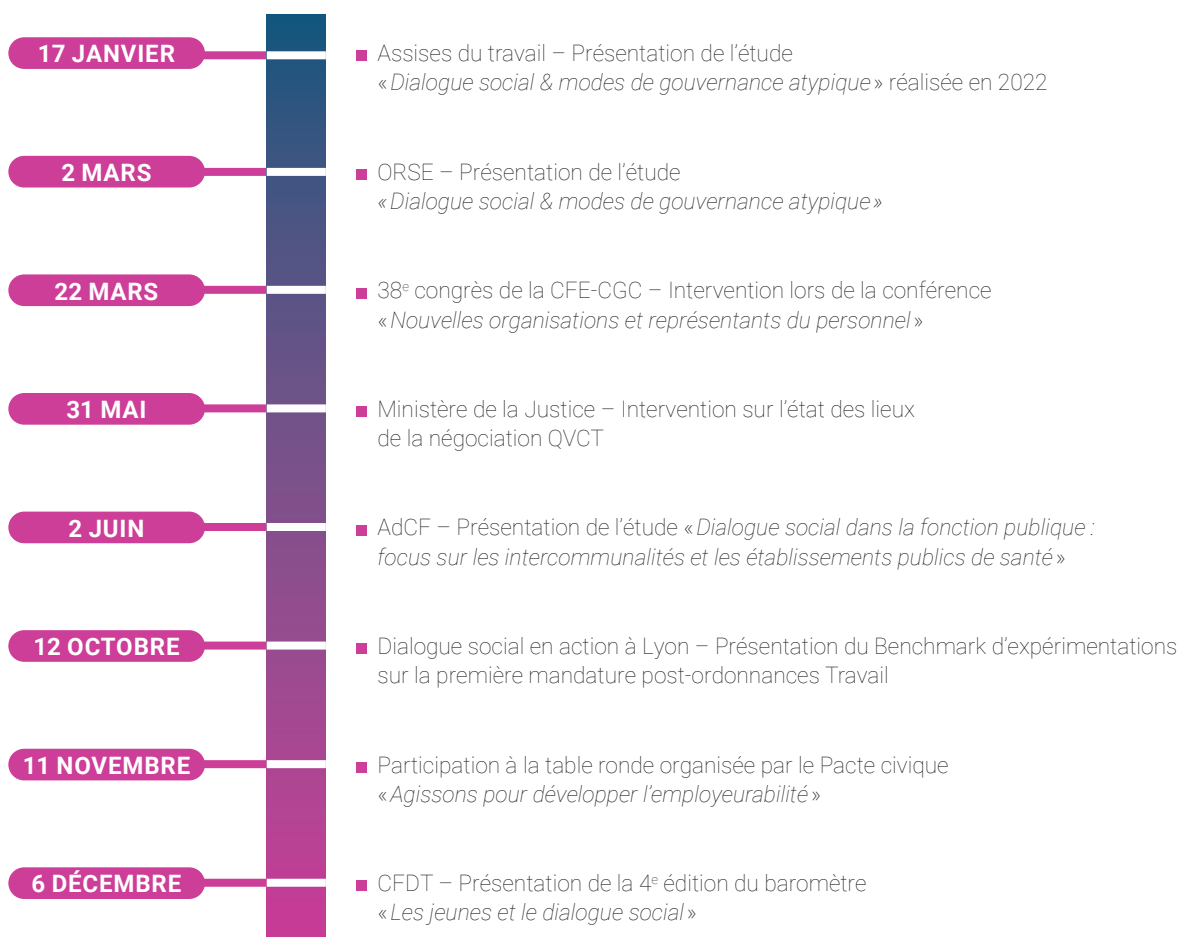 17 JANVIER
Assises du travail – Présentation de l'étude
« Dialogue social & modes de gouvernance atypique » réalisée en 2022
2 MARS
ORSE – Présentation de l'étude
« Dialogue social & modes de gouvernance atypique »
22 MARS
38e congrès de la CFE-CGC – Intervention lors de la conférence
« Nouvelles organisations et représentants du personnel »
31 MAI
Ministère de la Justice – Intervention sur l'état des lieux
de la négociation QVCT
2 JUIN
AdCF – Présentation de l'étude « Dialogue social dans la fonction publique :
focus sur les intercommunalités et les établissements publics de santé »
12 OCTOBRE
Dialogue social en action à Lyon – Présentation du Benchmark d'expérimentations
sur la première mandature post-ordonnances Travail
11 NOVEMBRE
Participation à la table ronde organisée par le Pacte civique
« Agissons pour développer l'employeurabilité »
6 DÉCEMBRE
CFDT – Présentation de la 4e édition du baromètre
« Les jeunes et le dialogue social »